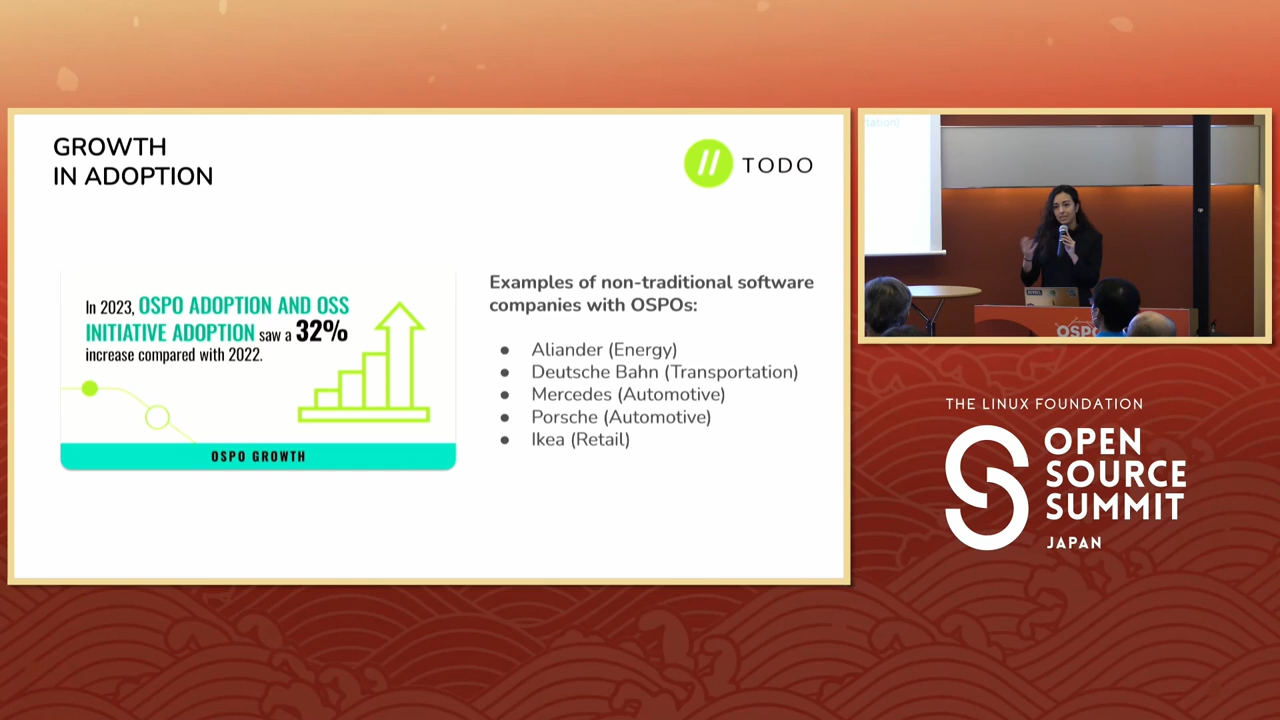 GROWTH
IN ADOPTION
// TODO
In 2023, OSPO ADOPTION AND OSS
INITIATIVE ADOPTION saw a 32%
increase compared with 2022.
OSPO GROWTH
Examples of non-traditional software
companies with OSPOs:
● Aliander (Energy)
● Deutsche Bahn (Transportation)
● Mercedes (Automotive)
● Porsche (Automotive)
● Ikea (Retail)
tation)
OSPO
THE LINUX FOUNDATION
OPEN
SOURCE
SUMMIT
JAPAN